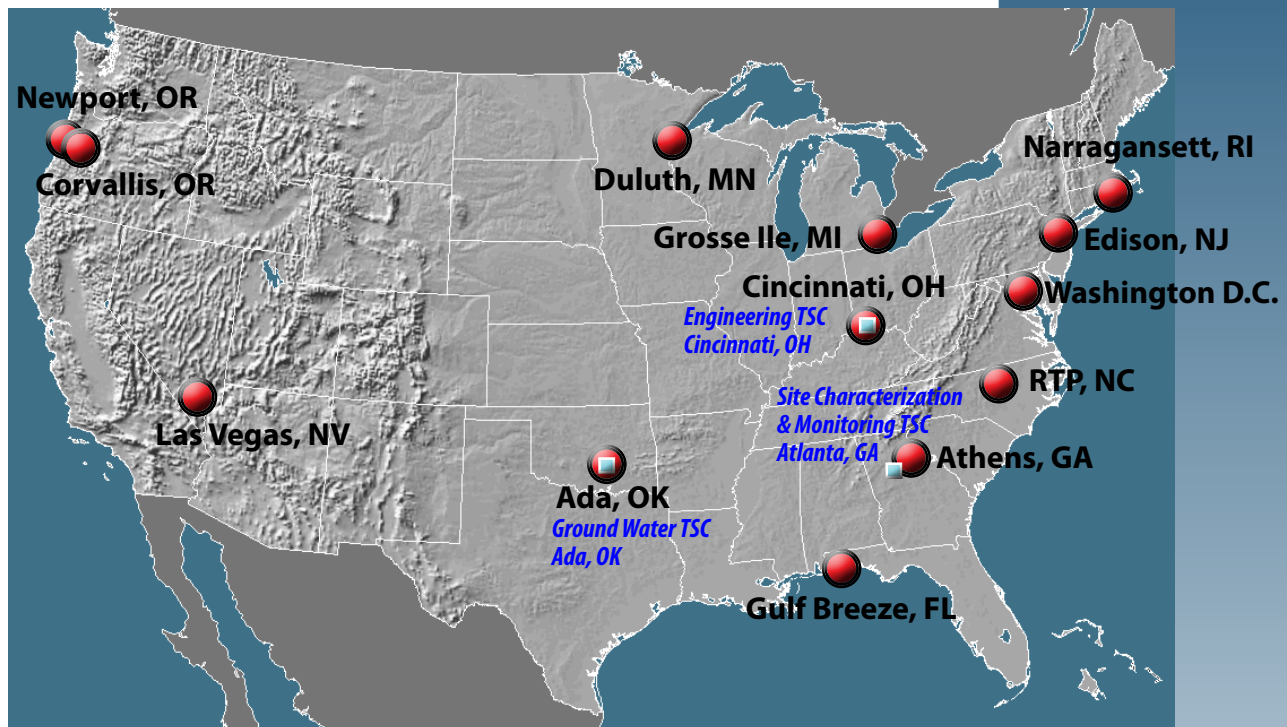 Newport, OR
Corvallis, OR
Duluth, MN
Narragansett, RI
Grosse Ile, MI
Edison, NJ
Cincinnati, OH
Washington D.C.
Engineering TSC
Cincinnati, OH
RTP, NC
Site Characterization
& Monitoring TSC
Atlanta, GA
Las Vegas, NV
Athens, GA
Ada, OK
Ground Water TSC
Ada, OK
Gulf Breeze, FL